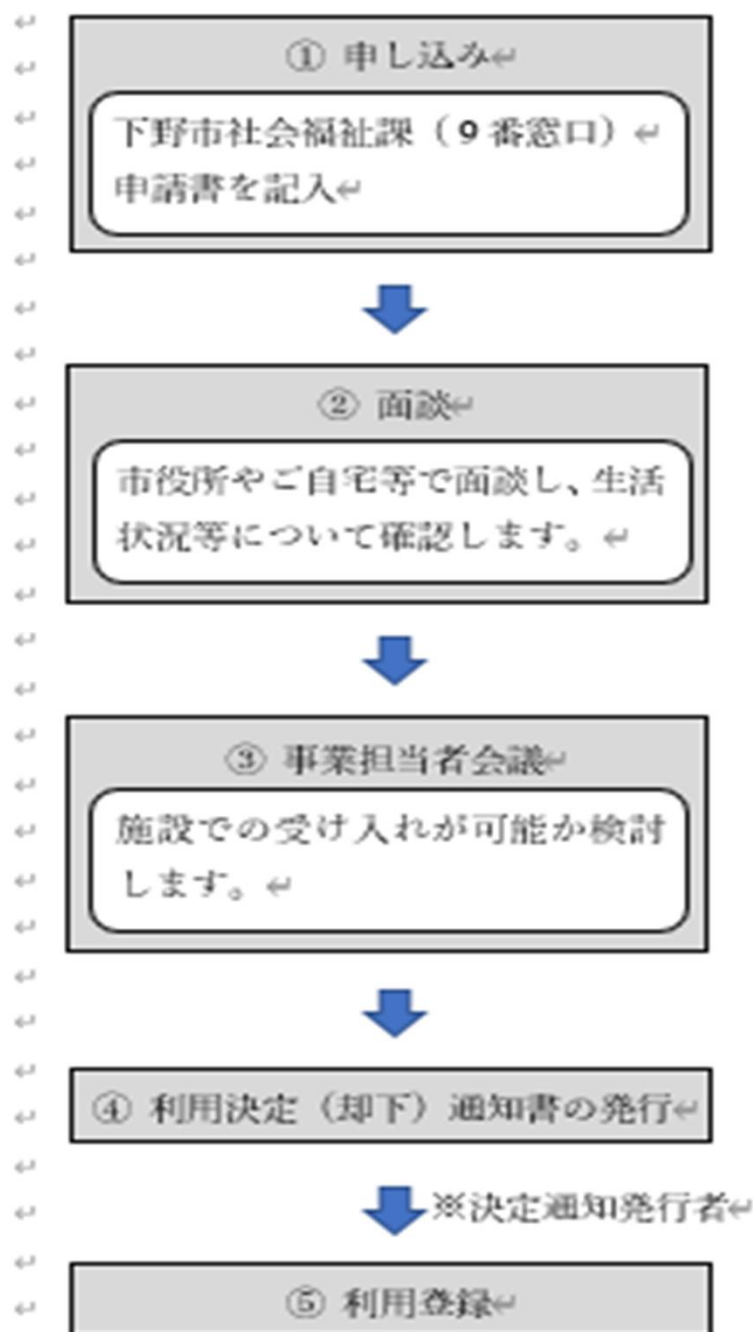 ① 申し込み
下野市社会福祉課（９番窓口）
申請書を記入
② 面談
市役所やご自宅等で面談し、生活
状況等について確認します。
③ 事業担当者会議
施設での受け入れが可能か検討
します。
④ 利用決定（却下）通知書の発行
※決定通知発行者
⑤ 利用登録